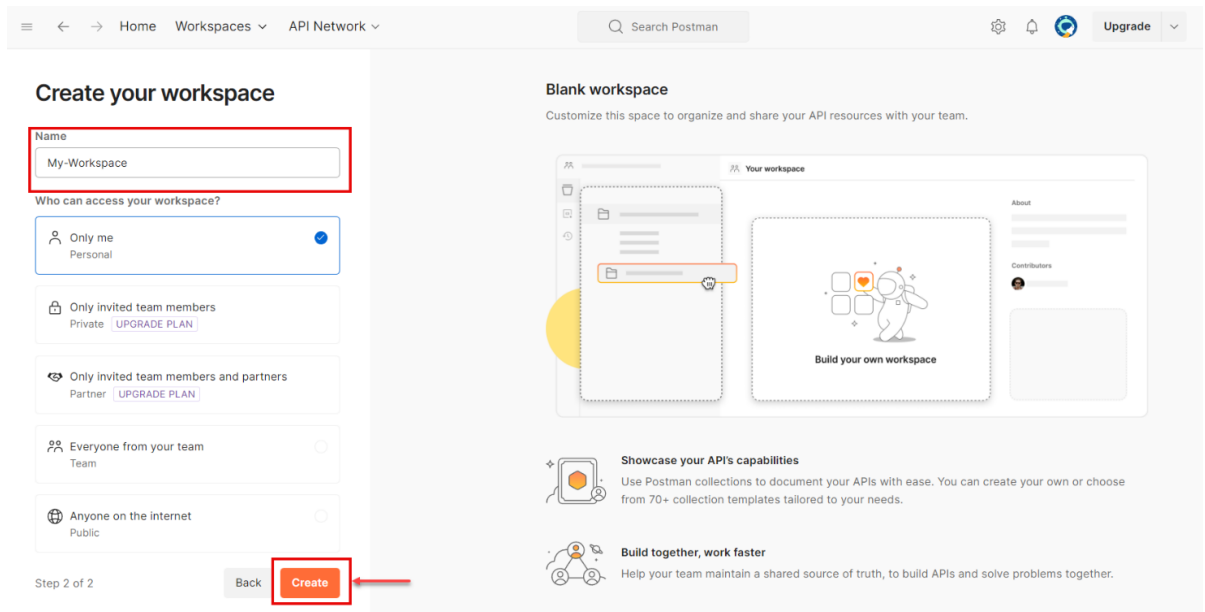 Home Workspaces API Network Search Postman Upgrade
Create your workspace
Name
My-Workspace
Who can access your workspace?
Only me
Personal
Only invited team members
Private UPGRADE PLAN
Only invited team members and partners
Partner UPGRADE PLAN
Everyone from your team
Team
Anyone on the internet
Public
Step 2 of 2 Back Create
Blank workspace
Customize this space to organize and share your API resources with your team.
Your workspace
About
Contributors
Build your own workspace
Showcase your API's capabilities
Use Postman collections to document your APIs with ease. You can create your own or choose
from 70+ collection templates tailored to your needs.
Build together, work faster
Help your team maintain a shared source of truth, to build APIs and solve problems together.